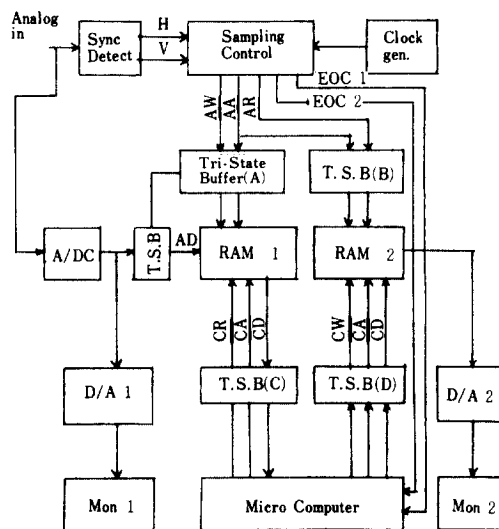 Analog
in
Sync
Detect
H
V
Sampling
Control
Clock
gen.
EOC 1
EOC 2
AW
AA
AR
Tri-State
Buffer(A)
T.S.B(B)
A/DC
T.S.B
AD
RAM 1
RAM 2
CR
CA
CD
CW
CA
CD
D/A 1
T.S.B(C)
T.S.B(D)
D/A 2
Mon 1
Micro Computer
Mon 2